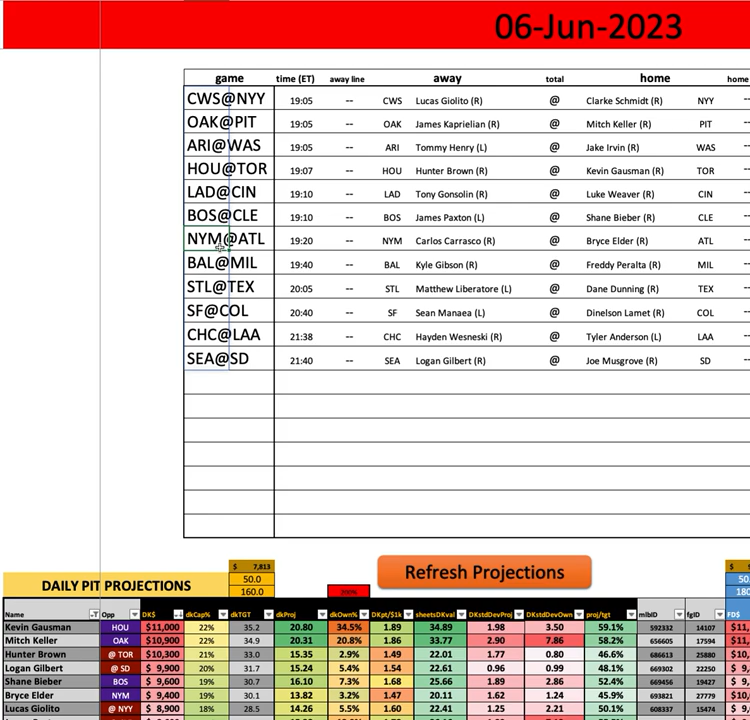 06-Jun-2023
game time (ET) away line away total home home
CWS@NYY 19:05 -- CWS Lucas Giolito (R) @ Clarke Schmidt (R) NYY --
OAK@PIT 19:05 -- OAK James Kaprielian (R) @ Mitch Keller (R) PIT --
ARI@WAS 19:05 -- ARI Tommy Henry (L) @ Jake Irvin (R) WAS --
HOU@TOR 19:07 -- HOU Hunter Brown (R) @ Kevin Gausman (R) TOR --
LAD@CIN 19:10 -- LAD Tony Gonsolin (R) @ Luke Weaver (R) CIN --
BOS@CLE 19:10 -- BOS James Paxton (L) @ Shane Bieber (R) CLE --
NYM@ATL 19:20 -- NYM Carlos Carrasco (R) @ Bryce Elder (R) ATL --
BAL@MIL 19:40 -- BAL Kyle Gibson (R) @ Freddy Peralta (R) MIL --
STL@TEX 20:05 -- STL Matthew Liberatore (L) @ Dane Dunning (R) TEX --
SF@COL 20:40 -- SF Sean Manaea (L) @ Dinelson Lamet (R) COL --
CHC@LAA 21:38 -- CHC Hayden Wesneski (R) @ Tyler Anderson (L) LAA --
SEA@SD 21:40 -- SEA Logan Gilbert (R) @ Joe Musgrove (R) SD --
$ 7,813 $
Refresh Projections
DAILY PIT PROJECTIONS 50.0 50.
160.0 200% 180
Name Opp DK$ dkCap% dkTGT dkProj dkOwn% DKpt/$1k sheetsDKval DKstdDevProj DKstdDevOwn proj/tgt mlbID fgID FD$
Kevin Gausman HOU $11,000 22% 35.2 20.80 34.5% 1.89 34.89 1.98 3.50 59.1% 592332 14107 $11,
Mitch Keller OAK $10,900 22% 34.9 20.31 20.8% 1.86 33.77 2.90 7.86 58.2% 656605 17594 $11,
Hunter Brown @ TOR $10,300 21% 33.0 15.35 2.9% 1.49 22.01 1.77 0.80 46.6% 686613 25880 $10,
Logan Gilbert @ SD $ 9,900 20% 31.7 15.24 5.4% 1.54 22.01 0.96 0.99 48.1% 669302 22250 $ 9,
Shane Bieber BOS $ 9,600 19% 30.7 16.10 7.3% 1.68 25.66 1.89 2.86 52.4% 669456 19427 $ 9,
Bryce Elder NYM $ 9,400 19% 30.1 13.82 3.2% 1.47 20.11 1.62 1.24 45.9% 693821 27779 $10,
Lucas Giolito @ NYY $ 8,900 18% 28.5 14.26 5.5% 1.60 22.41 1.25 2.21 50.1% 608337 15474 $ 9,